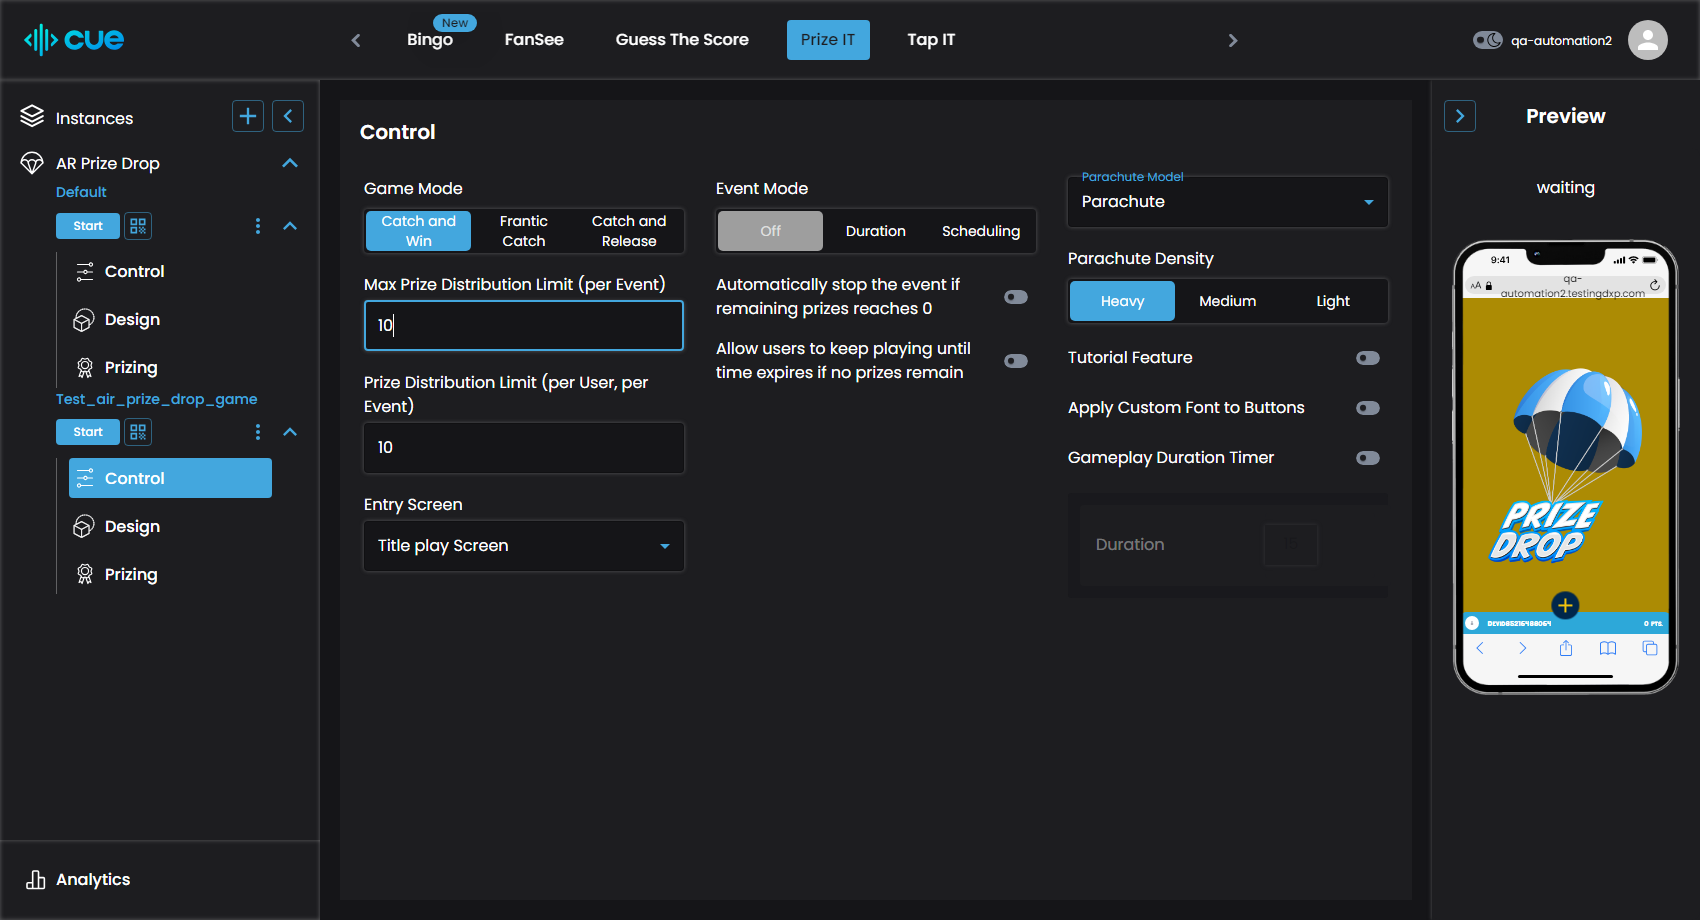 cue
New
Bingo
FanSee
Guess The Score
Prize IT
Tap IT
qa-automation2
Instances
AR Prize Drop
Default
Start
Control
Design
Prizing
Test_air_prize_drop_game
Start
Control
Design
Prizing
Analytics
Control
Game Mode
Catch and
Win
Frantic
Catch
Catch and
Release
Max Prize Distribution Limit (per Event)
10
Prize Distribution Limit (per User, per
Event)
10
Entry Screen
Title play Screen
Event Mode
Off
Duration
Scheduling
Automatically stop the event if
remaining prizes reaches 0
Allow users to keep playing until
time expires if no prizes remain
Parachute Model
Parachute
Parachute Density
Heavy
Medium
Light
Tutorial Feature
Apply Custom Font to Buttons
Gameplay Duration Timer
Duration
Preview
waiting
9:41
AA
qa-
automation2.testingdxp.com
PRIZE
DROP
0 PTS.